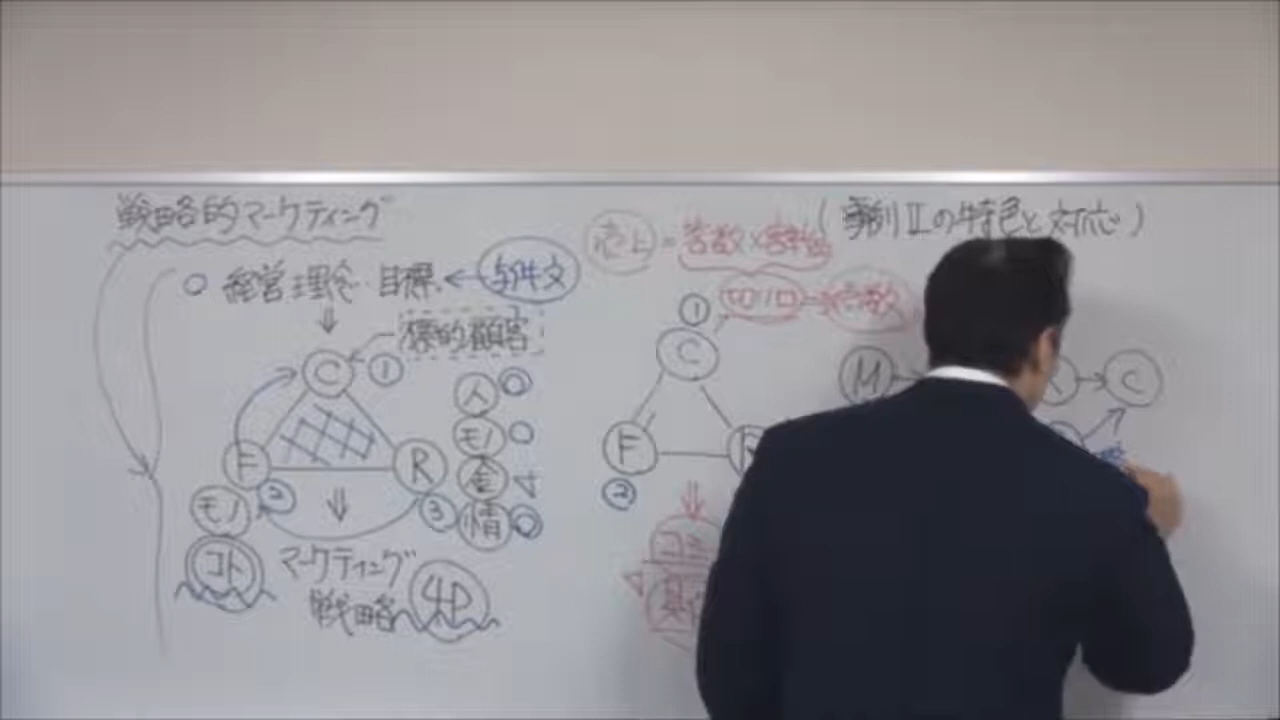 戦略的マーケティング
(事例Ⅱの特色と対応)
○ 経営理念・目標 ← 与件文
売上 = 客数×客単価
標的顧客
C ①
人 ○
モノ ○
金 △
情 ○
F ②
R ③
モノ
コト
マーケティング
戦略 4P
① C
F ②
M
C